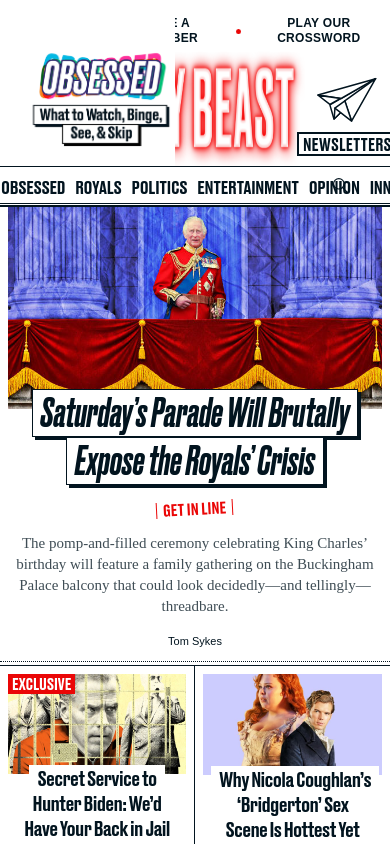 PLAY OUR
CROSSWORD
OBSESSED
What to Watch, Binge,
See, & Skip
BEAST
NEWSLETTERS
OBSESSED ROYALS POLITICS ENTERTAINMENT OPINION INN
Saturday's Parade Will Brutally
Expose the Royals' Crisis
GET IN LINE
The pomp-and-filled ceremony celebrating King Charles'
birthday will feature a family gathering on the Buckingham
Palace balcony that could look decidedly—and tellingly—
threadbare.
Tom Sykes
EXCLUSIVE
Secret Service to
Hunter Biden: We'd
Have Your Back in Jail
Why Nicola Coughlan's
'Bridgerton' Sex
Scene Is Hottest Yet